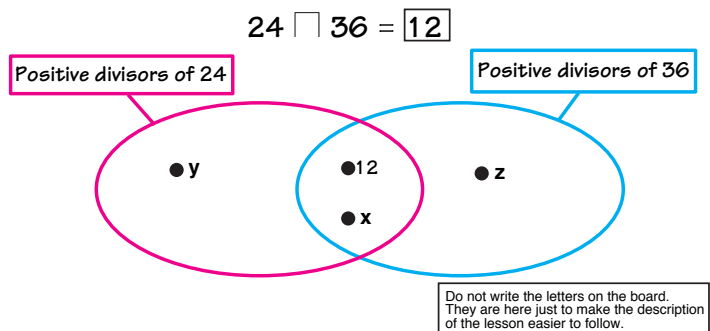 24 ⊓ 36 = 12
Positive divisors of 24
Positive divisors of 36
y
12
z
x
Do not write the letters on the board.
They are here just to make the description
of the lesson easier to follow.